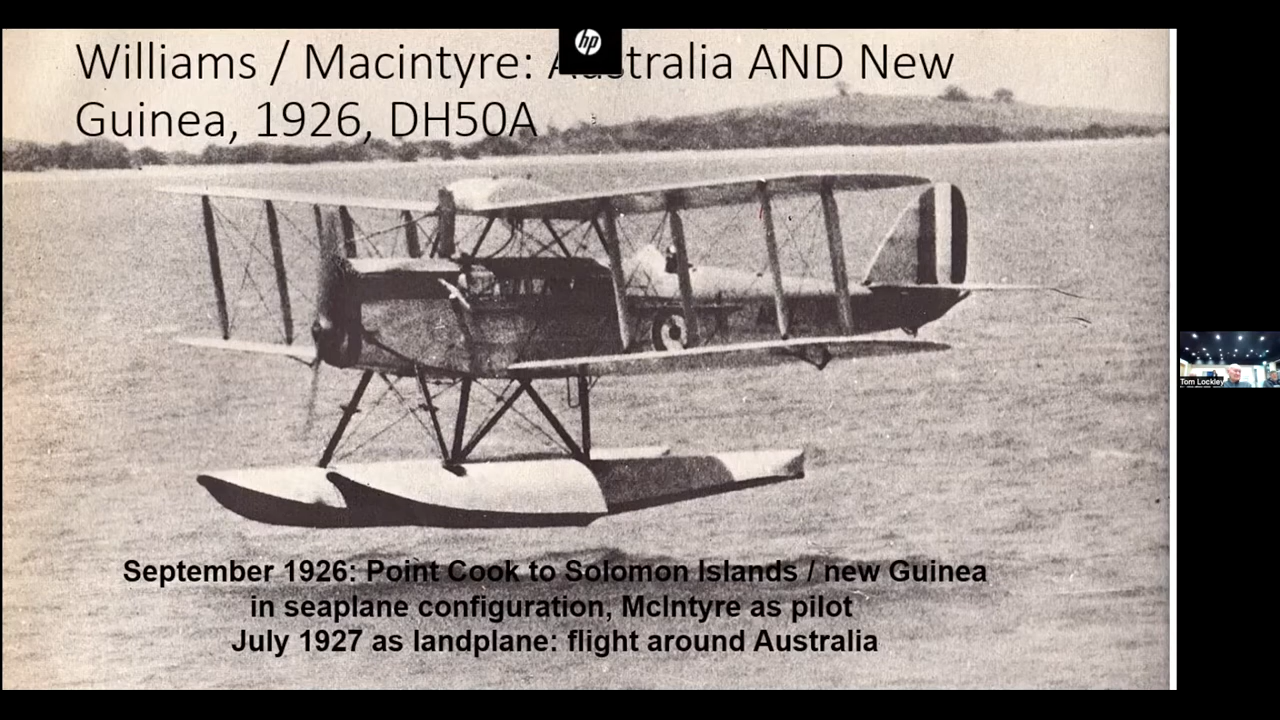 Williams / Macintyre: Australia AND New
Guinea, 1926, DH50A
hp
September 1926: Point Cook to Solomon Islands / new Guinea
in seaplane configuration, McIntyre as pilot
July 1927 as landplane: flight around Australia
Tom Lockley